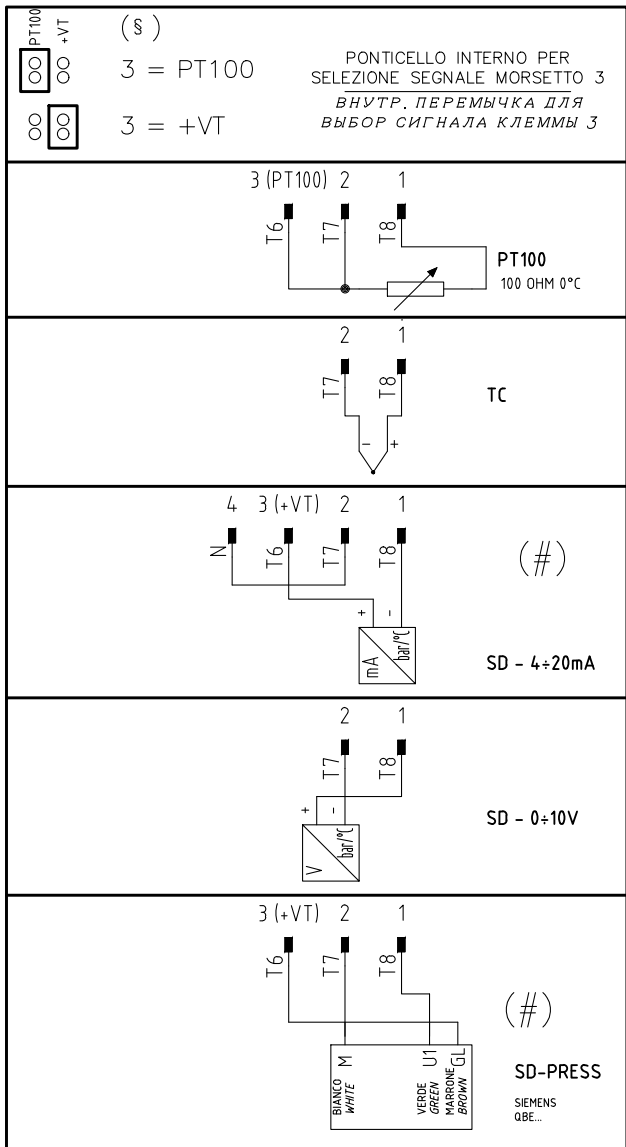 PT100
+VT
(§)
3 = PT100
3 = +VT
PONTICELLO INTERNO PER
SELEZIONE SEGNALE MORSETTO 3
ВНУТР. ПЕРЕМЫЧКА ДЛЯ
ВЫБОР СИГНАЛА КЛЕММЫ 3
3 (PT100) 2 1
T6 T7 T8
PT100
100 OHM 0°C
2 1
T7 T8
TC
- +
4 3 (+VT) 2 1
N T6 T7 T8
(#)
+ -
mA bar/°C
SD - 4÷20mA
2 1
T7 T8
+ -
V bar/°C
SD - 0÷10V
3 (+VT) 2 1
T6 T7 T8
(#)
M U1 GL
BIANCO
WHITE
VERDE
GREEN
MARRONE
BROWN
SD-PRESS
SIEMENS
QBE...